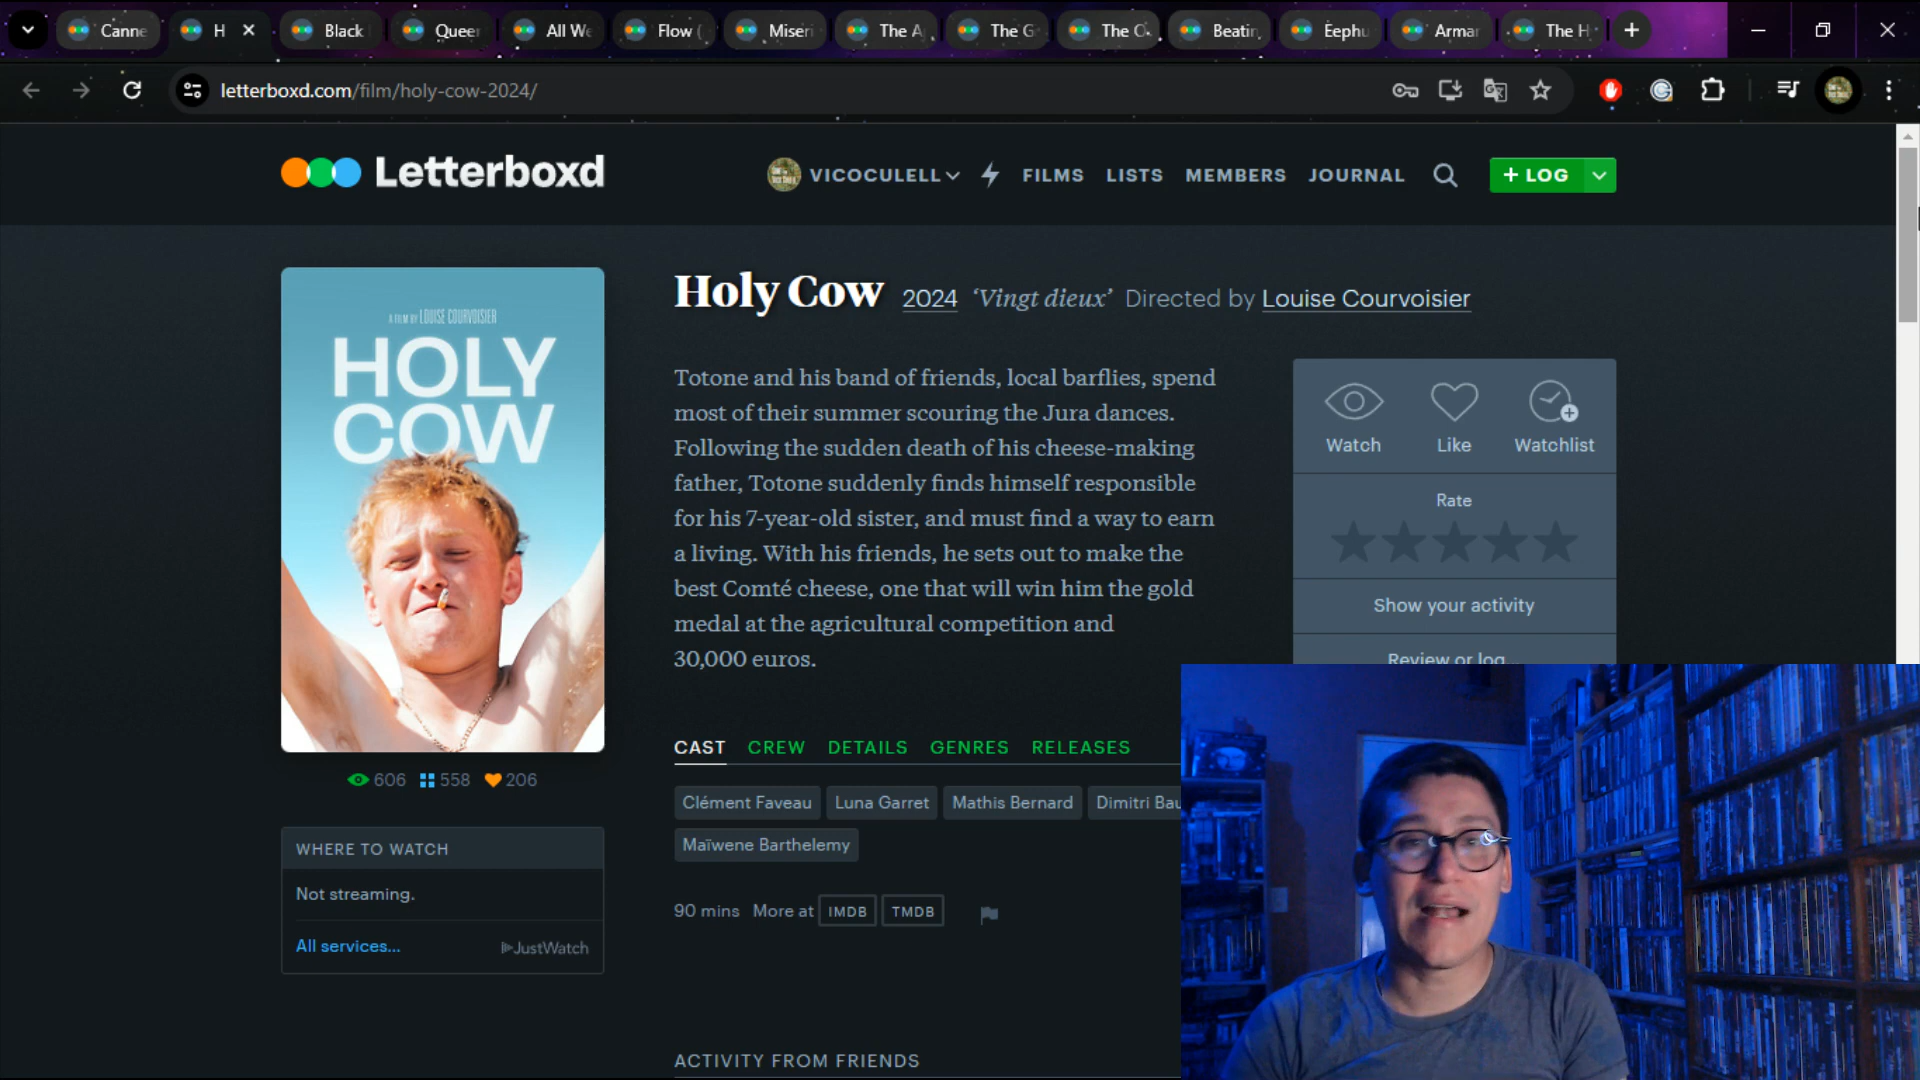 Canne
H
Black
Queer
All We
Flow (
Miseri
The A
The G
The O
Beatin
Eephu
Armar
The H
letterboxd.com/film/holy-cow-2024/
Letterboxd
VICOCULELL
FILMS
LISTS
MEMBERS
JOURNAL
+ LOG
A FILM BY LOUISE COURVOISIER
HOLY
COW
Holy Cow 2024 ‘Vingt dieux’ Directed by Louise Courvoisier
Totone and his band of friends, local barflies, spend
most of their summer scouring the Jura dances.
Following the sudden death of his cheese-making
father, Totone suddenly finds himself responsible
for his 7-year-old sister, and must find a way to earn
a living. With his friends, he sets out to make the
best Comté cheese, one that will win him the gold
medal at the agricultural competition and
30,000 euros.
Watch
Like
Watchlist
Rate
Show your activity
Review or log...
606 558 206
WHERE TO WATCH
Not streaming.
All services...
JustWatch
CAST CREW DETAILS GENRES RELEASES
Clément Faveau Luna Garret Mathis Bernard Dimitri Bau
Maïwene Barthelemy
90 mins More at IMDB TMDB
ACTIVITY FROM FRIENDS